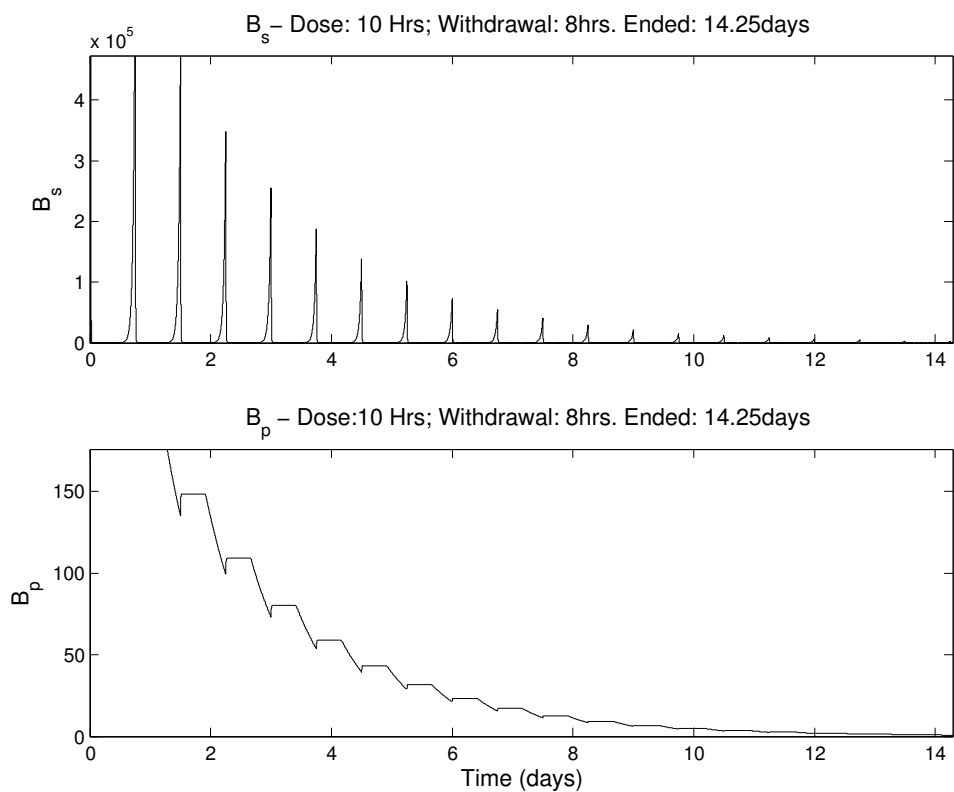 B_s– Dose: 10 Hrs; Withdrawal: 8hrs. Ended: 14.25days
x 10^5
4
3
2
1
0
B_s
0 2 4 6 8 10 12 14
B_p – Dose:10 Hrs; Withdrawal: 8hrs. Ended: 14.25days
150
100
50
0
B_p
0 2 4 6 8 10 12 14
Time (days)